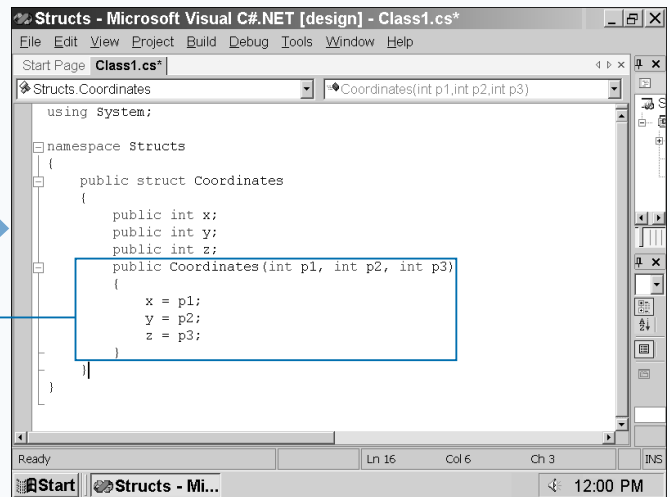 Structs - Microsoft Visual C#.NET [design] - Class1.cs*
File Edit View Project Build Debug Tools Window Help
Start Page Class1.cs*
Structs.Coordinates Coordinates(int p1,int p2,int p3)
using System;
namespace Structs
{
public struct Coordinates
{
public int x;
public int y;
public int z;
public Coordinates(int p1, int p2, int p3)
{
x = p1;
y = p2;
z = p3;
}
}
}
Ready Ln 16 Col 6 Ch 3 INS
Start Structs - Mi... 12:00 PM